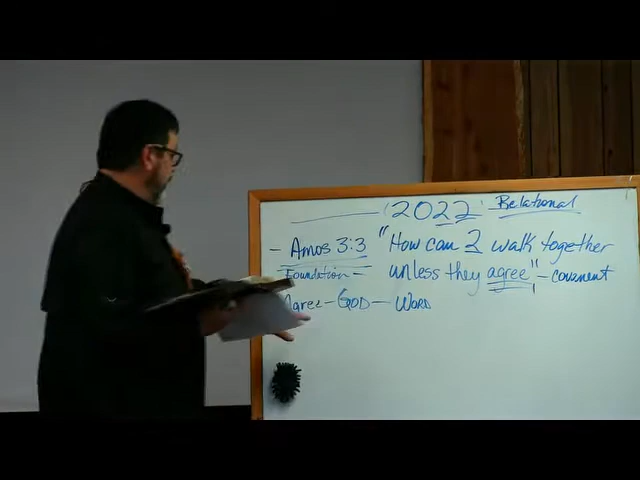 2022 - Relational
- Amos 3:3 "How can 2 walk together
Foundation - unless they agree" - covenant
Agree - GOD - WORD